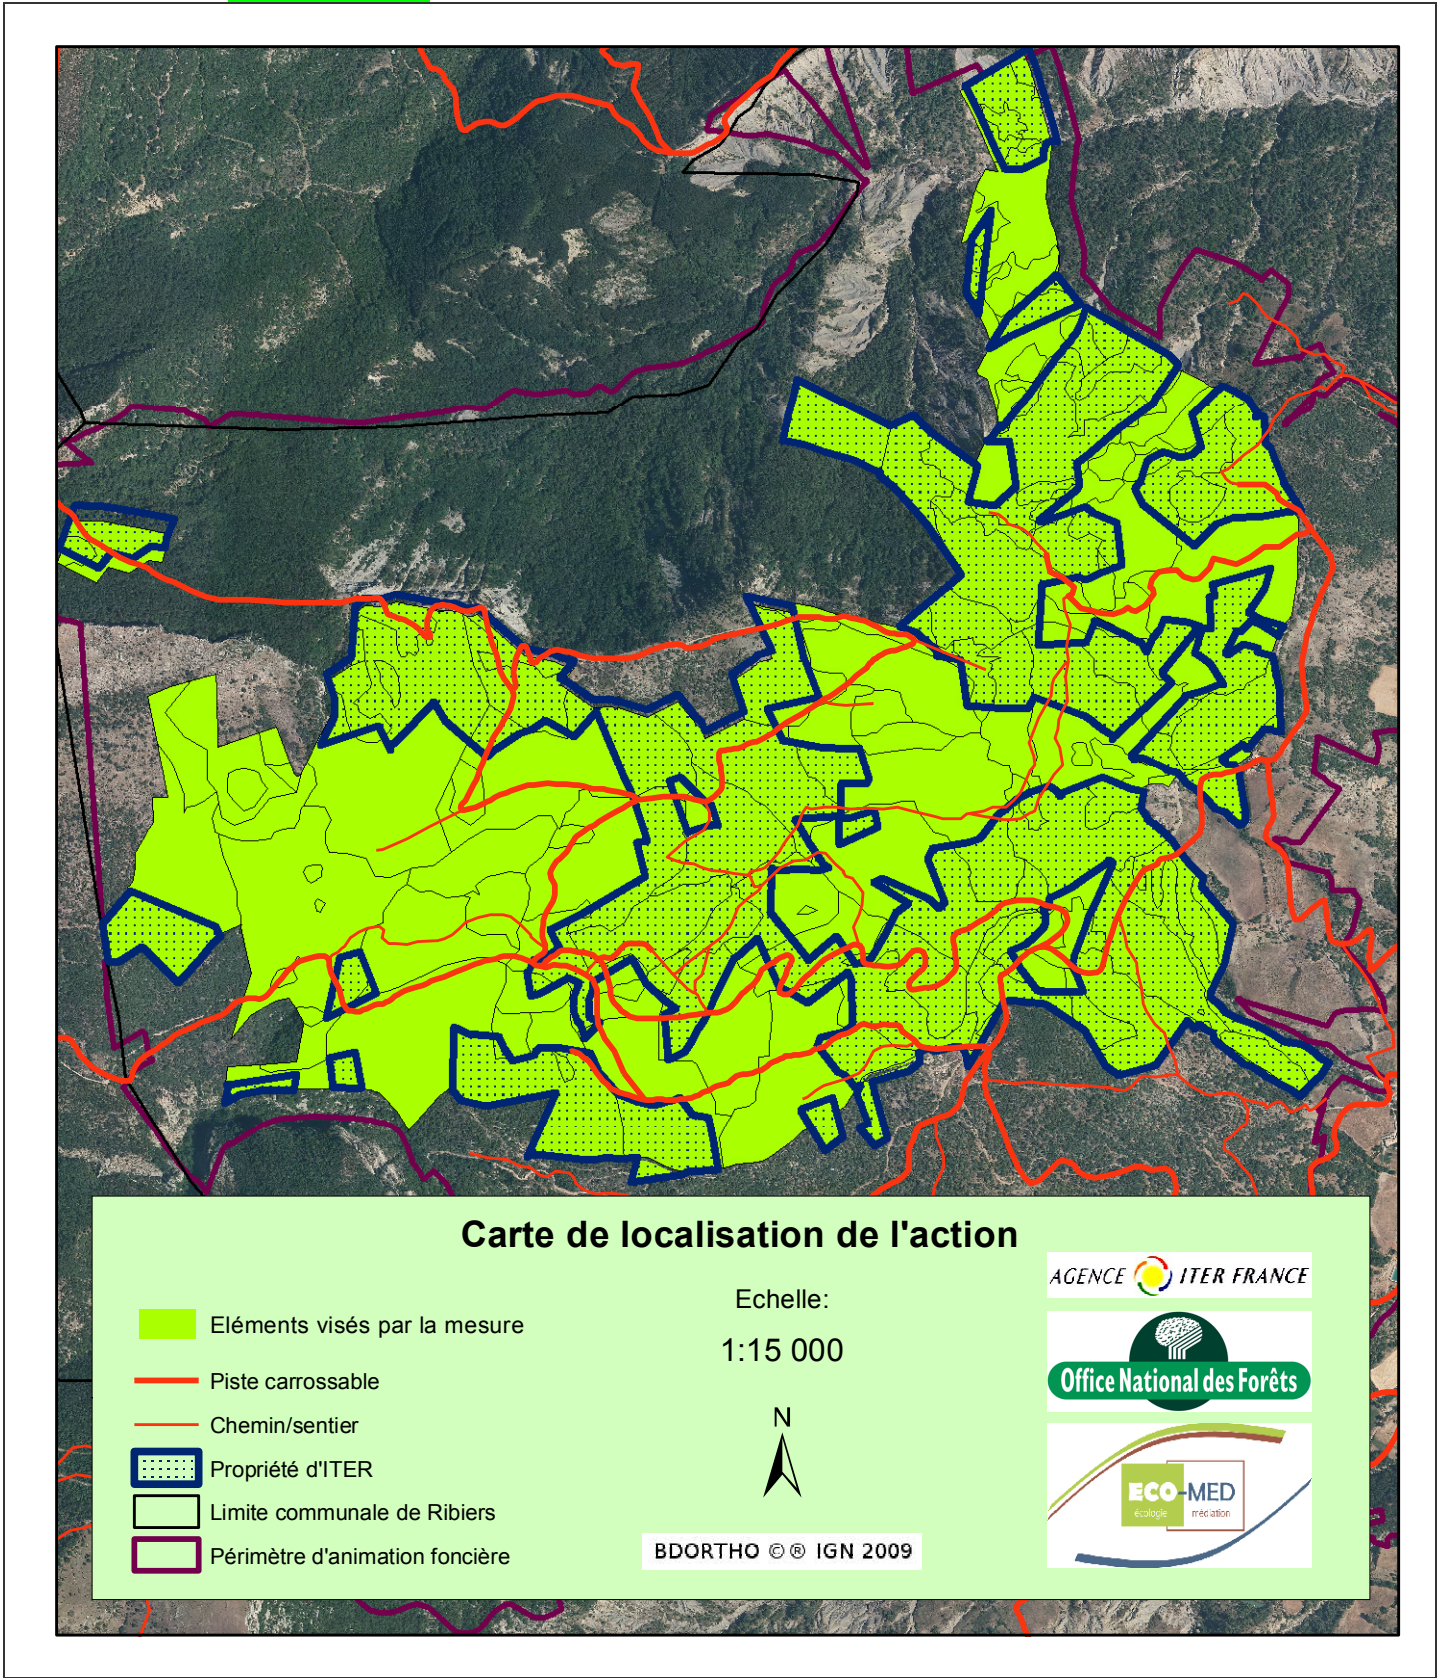 Carte de localisation de l'action
Eléments visés par la mesure
Piste carrossable
Chemin/sentier
Propriété d'ITER
Limite communale de Ribiers
Périmètre d'animation foncière
Echelle:
1:15 000
N
BDORTHO ©® IGN 2009
AGENCE ITER FRANCE
Office National des Forêts
ECO-MED
écologie médiation